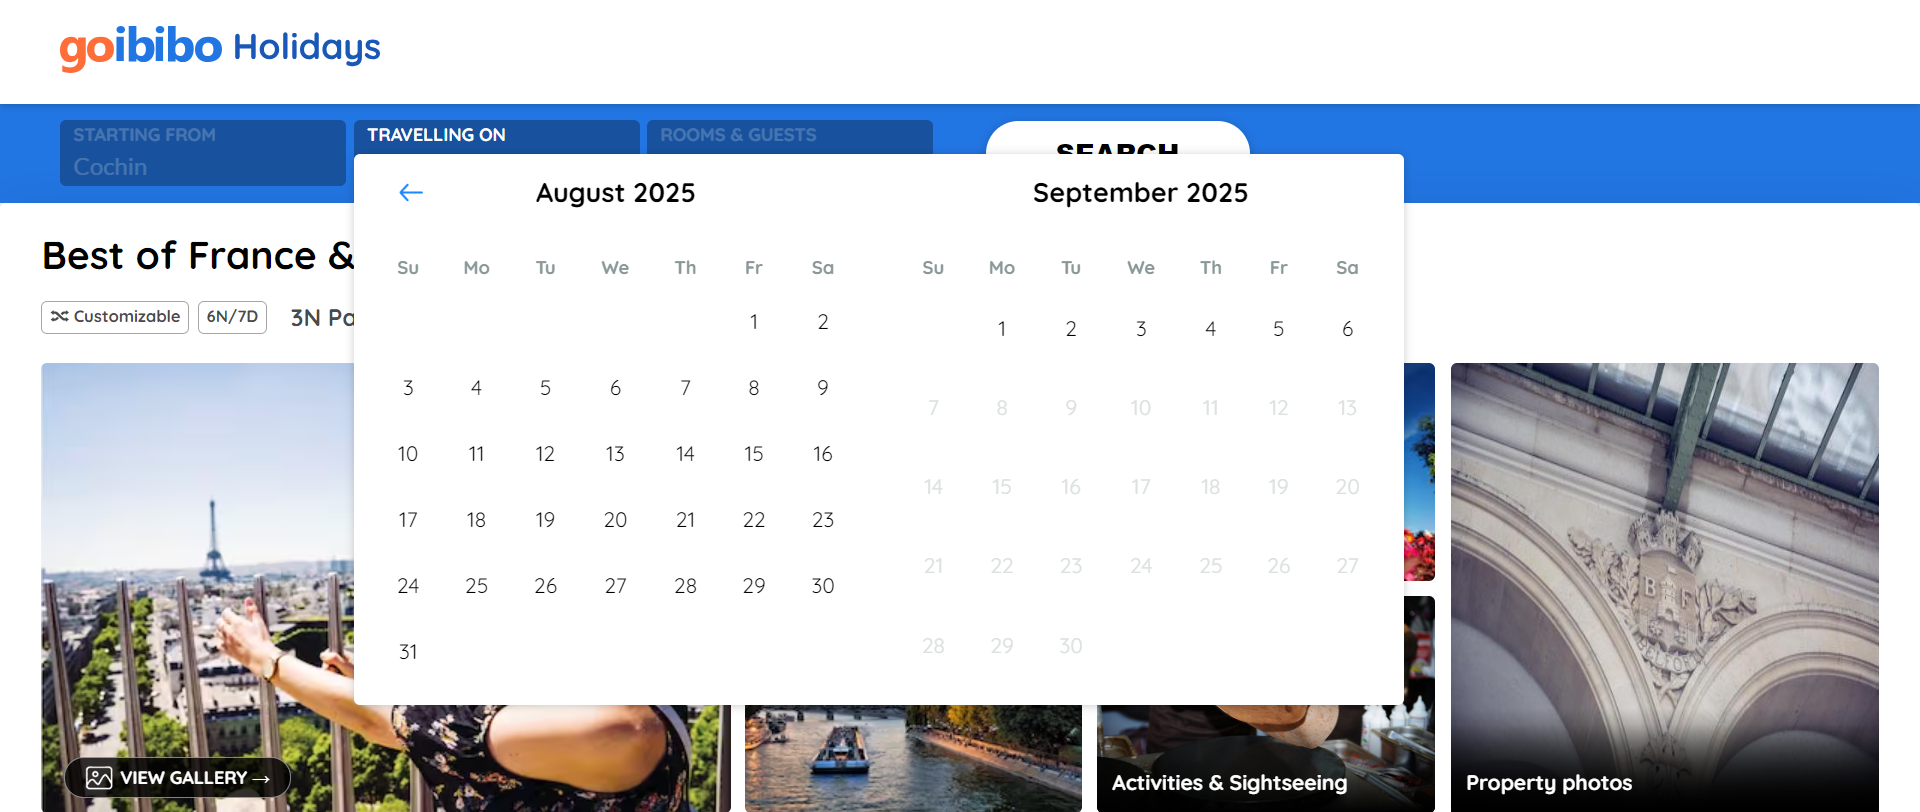 goibibo Holidays
STARTING FROM
Cochin
TRAVELLING ON
ROOMS & GUESTS
SEARCH
Best of France &
Customizable
6N/7D
3N Pa
August 2025
Su Mo Tu We Th Fr Sa
1 2
3 4 5 6 7 8 9
10 11 12 13 14 15 16
17 18 19 20 21 22 23
24 25 26 27 28 29 30
31
September 2025
Su Mo Tu We Th Fr Sa
1 2 3 4 5 6
7 8 9 10 11 12 13
14 15 16 17 18 19 20
21 22 23 24 25 26 27
28 29 30
VIEW GALLERY →
Activities & Sightseeing
Property photos
B F